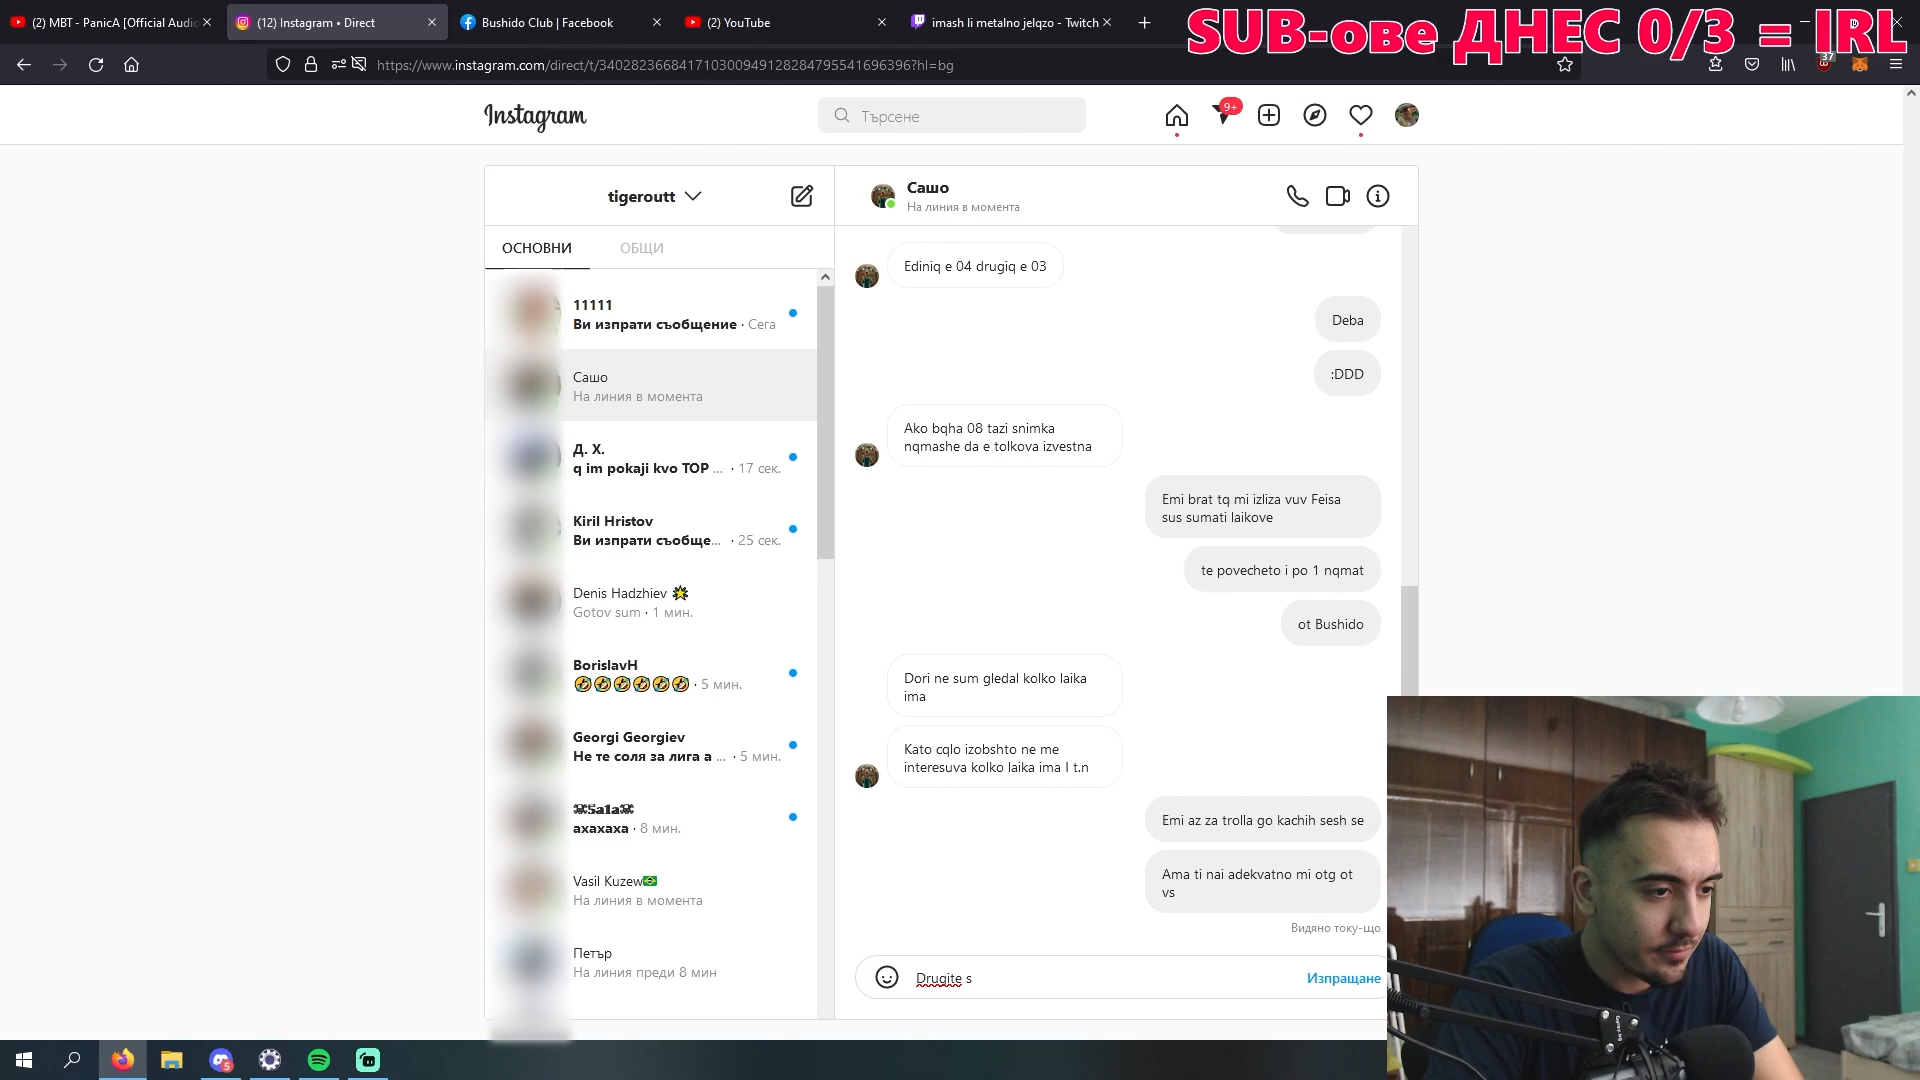 (2) MBT - PanicA [Official Audio
(12) Instagram • Direct
Bushido Club | Facebook
(2) YouTube
imash li metalno jelqzo - Twitch
SUB-ове ДНЕС 0/3 = IRL
https://www.instagram.com/direct/t/340282366841710300949128284795541696396?hl=bg
37
Instagram
Търсене
9+
tigeroutt
Сашо
На линия в момента
ОСНОВНИ
ОБЩИ
11111
Ви изпрати съобщение · Сега
Сашо
На линия в момента
Д. Х.
q im pokaji kvo TOP ... · 17 сек.
Kiril Hristov
Ви изпрати съобще... · 25 сек.
Denis Hadzhiev
Gotov sum · 1 мин.
BorislavH
🤣🤣🤣🤣🤣🤣 · 5 мин.
Georgi Georgiev
Не те соля за лига а ... · 5 мин.
☠5a1a☠
axaxaxa · 8 мин.
Vasil Kuzew🇧🇷
На линия в момента
Петър
На линия преди 8 мин
Ediniq e 04 drugiq e 03
Deba
:DDD
Ako bqha 08 tazi snimka
nqmashe da e tolkova izvestna
Emi brat tq mi izliza vuv Feisa
sus sumati laikove
te povecheto i po 1 nqmat
ot Bushido
Dori ne sum gledal kolko laika
ima
Kato cqlo izobshto ne me
interesuva kolko laika ima I t.n
Emi az za trolla go kachih sesh se
Ama ti nai adekvatno mi otg ot
vs
Видяно току-що
Drugite s
Изпращане
5